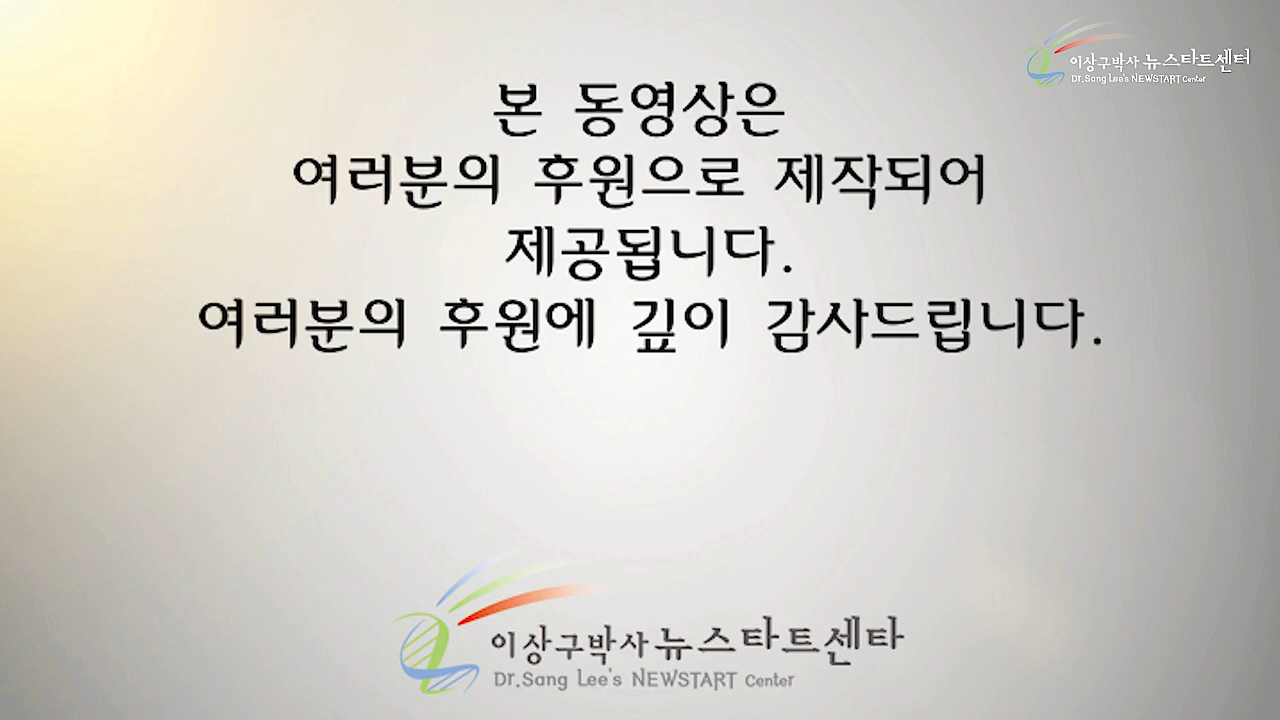 이상구박사 뉴스타트센터
Dr.Sang Lee's NEWSTART Center
본 동영상은
여러분의 후원으로 제작되어
제공됩니다.
여러분의 후원에 깊이 감사드립니다.
이상구박사 뉴스타트센타
Dr.Sang Lee's NEWSTART Center